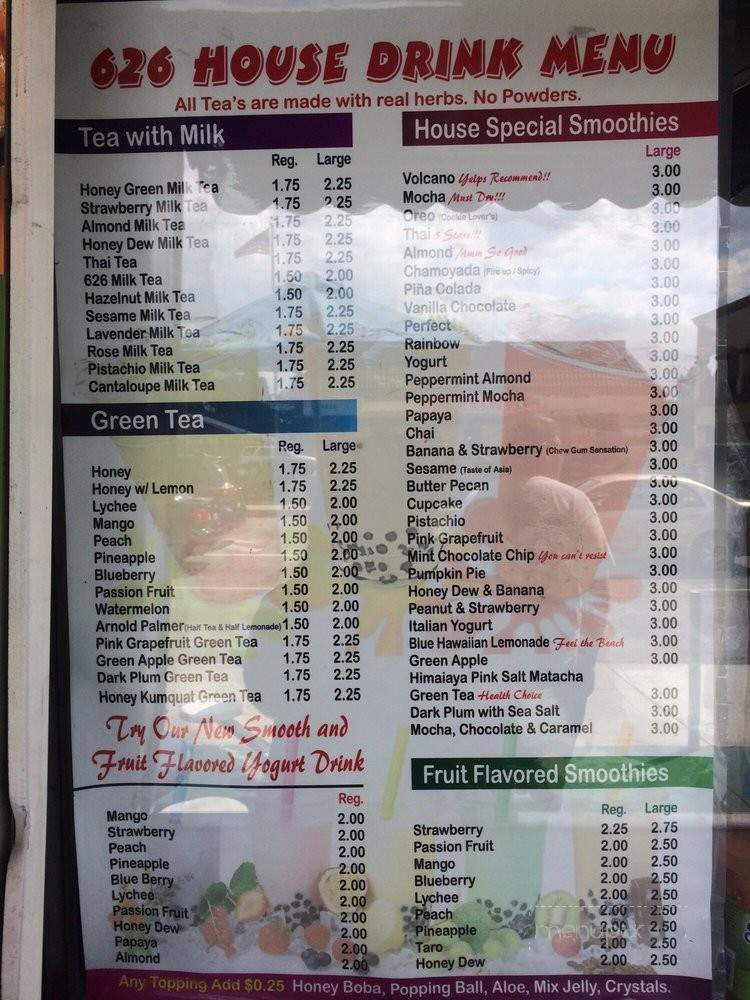 626 HOUSE DRINK MENU
All Tea's are made with real herbs. No Powders.
Tea with Milk
Reg. Large
Honey Green Milk Tea 1.75 2.25
Strawberry Milk Tea 1.75 2.25
Almond Milk Tea 1.75 2.25
Honey Dew Milk Tea 1.75 2.25
Thai Tea 1.75 2.25
626 Milk Tea 1.50 2.00
Hazelnut Milk Tea 1.50 2.00
Sesame Milk Tea 1.75 2.25
Lavender Milk Tea 1.75 2.25
Rose Milk Tea 1.75 2.25
Pistachio Milk Tea 1.75 2.25
Cantaloupe Milk Tea 1.75 2.25
Green Tea
Reg. Large
Honey 1.75 2.25
Honey w/ Lemon 1.75 2.25
Lychee 1.50 2.00
Mango 1.50 2.00
Peach 1.50 2.00
Pineapple 1.50 2.00
Blueberry 1.50 2.00
Passion Fruit 1.50 2.00
Watermelon 1.50 2.00
Arnold Palmer (Half Tea & Half Lemonade) 1.50 2.00
Pink Grapefruit Green Tea 1.75 2.25
Green Apple Green Tea 1.75 2.25
Dark Plum Green Tea 1.75 2.25
Honey Kumquat Green Tea 1.75 2.25
Try Our New Smooth and
Fruit Flavored Yogurt Drink
Reg.
Mango 2.00
Strawberry 2.00
Peach 2.00
Pineapple 2.00
Blue Berry 2.00
Lychee 2.00
Passion Fruit 2.00
Honey Dew 2.00
Papaya 2.00
Almond 2.00
House Special Smoothies
Large
Volcano Yelps Recommend!! 3.00
Mocha Must Dry!!! 3.00
Oreo (Cookie Lover's) 3.00
Thai 5 Stars!!! 3.00
Almond Mmm So Good 3.00
Chamoyada (Fire up / Spicy) 3.00
Piña Colada 3.00
Vanilla Chocolate 3.00
Perfect 3.00
Rainbow 3.00
Yogurt 3.00
Peppermint Almond 3.00
Peppermint Mocha 3.00
Papaya 3.00
Chai 3.00
Banana & Strawberry (Chew Gum Sensation) 3.00
Sesame (Taste of Asia) 3.00
Butter Pecan 3.00
Cupcake 3.00
Pistachio 3.00
Pink Grapefruit 3.00
Mint Chocolate Chip You can't resist 3.00
Pumpkin Pie 3.00
Honey Dew & Banana 3.00
Peanut & Strawberry 3.00
Italian Yogurt 3.00
Blue Hawaiian Lemonade Feel the Beach 3.00
Green Apple 3.00
Himaiaya Pink Salt Matacha
Green Tea Health Choice 3.00
Dark Plum with Sea Salt 3.00
Mocha, Chocolate & Caramel 3.00
Fruit Flavored Smoothies
Reg. Large
Strawberry 2.25 2.75
Passion Fruit 2.00 2.50
Mango 2.00 2.50
Blueberry 2.00 2.50
Lychee 2.00 2.50
Peach 2.00 2.50
Pineapple 2.00 2.50
Taro 2.00 2.50
Honey Dew 2.00 2.50
Any Topping Add $0.25 Honey Boba, Popping Ball, Aloe, Mix Jelly, Crystals.